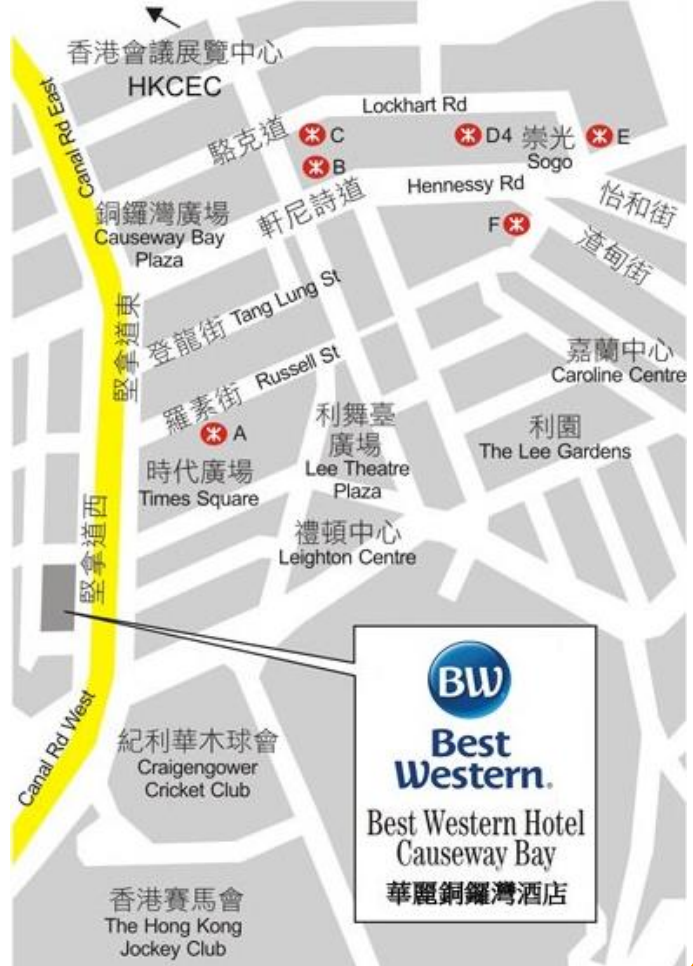 香港會議展覽中心
HKCEC
Canal Rd East
Lockhart Rd
駱克道
C
D4
崇光
Sogo
E
B
Hennessy Rd
軒尼詩道
怡和街
銅鑼灣廣場
Causeway Bay
Plaza
F
渣甸街
堅拿道東
登龍街 Tang Lung St
羅素街 Russell St
嘉蘭中心
Caroline Centre
A
利舞臺
廣場
Lee Theatre
Plaza
利園
The Lee Gardens
時代廣場
Times Square
堅拿道西
禮頓中心
Leighton Centre
BW
Best
Western.
Best Western Hotel
Causeway Bay
華麗銅鑼灣酒店
Canal Rd West
紀利華木球會
Craigengower
Cricket Club
香港賽馬會
The Hong Kong
Jockey Club